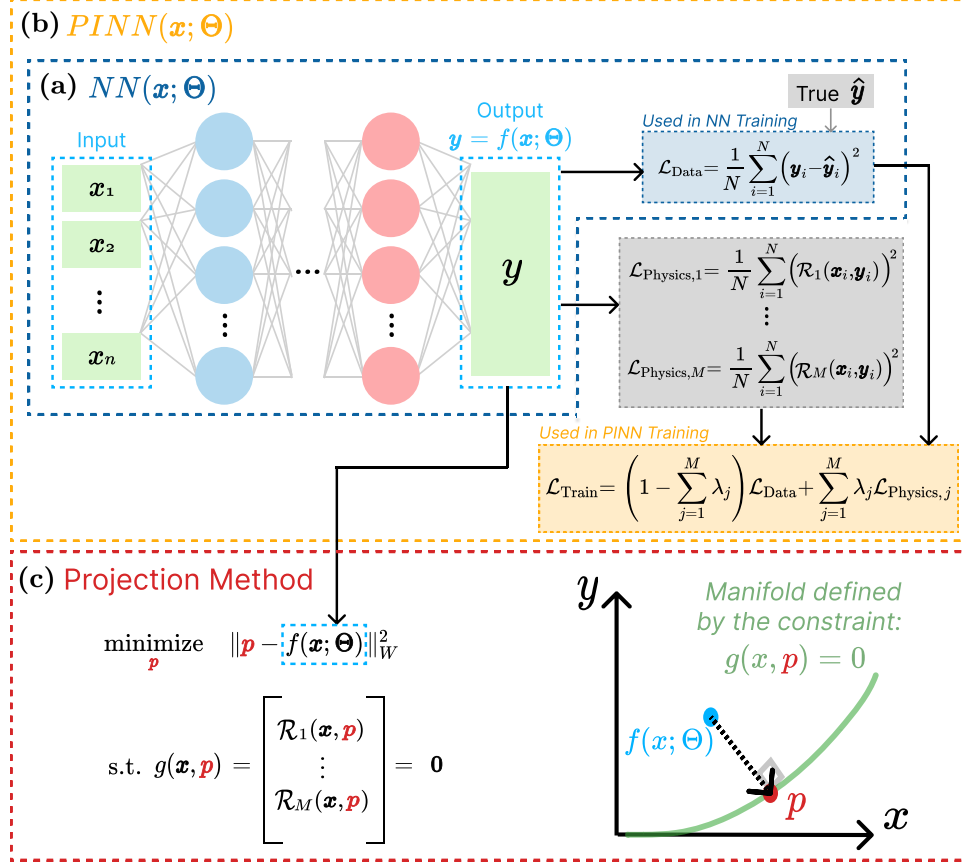 (b) PINN(x; Θ)
(a) NN(x; Θ)
Input
x₁
x₂
⋮
xₙ
⋮
...
⋮
Output
y = f(x; Θ)
y
True ŷ
Used in NN Training
ℒ_Data = 1/N ∑_{i=1}^{N} (y_i − ŷ_i)²
ℒ_Physics,1 = 1/N ∑_{i=1}^{N} (ℛ₁(x_i, y_i))²
⋮
ℒ_Physics,M = 1/N ∑_{i=1}^{N} (ℛ_M(x_i, y_i))²
Used in PINN Training
ℒ_Train = (1 − ∑_{j=1}^{M} λ_j) ℒ_Data + ∑_{j=1}^{M} λ_j ℒ_Physics,j
(c) Projection Method
minimize_p ‖p − f(x; Θ)‖²_W
s.t. g(x, p) = [ℛ₁(x, p) ⋮ ℛ_M(x, p)] = 0
y
Manifold defined
by the constraint:
g(x, p) = 0
f(x; Θ)
p
x